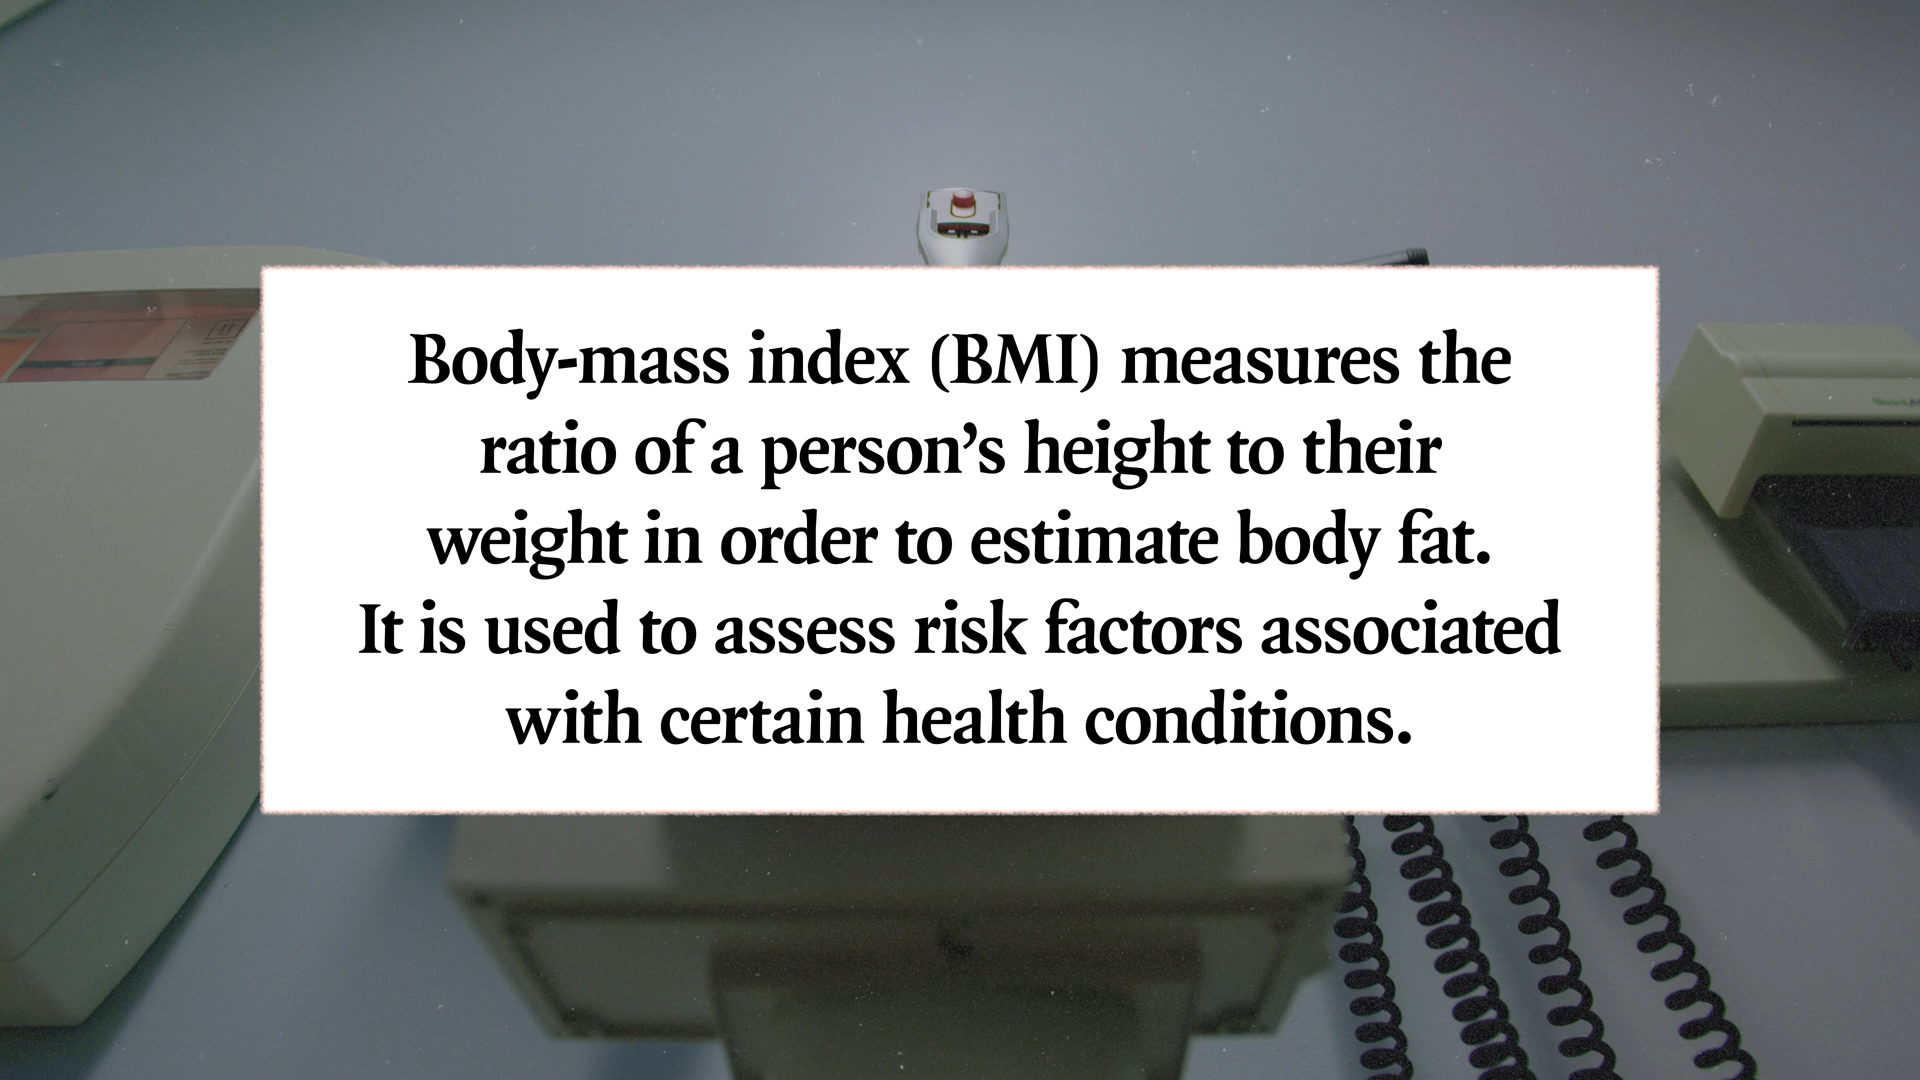 Body-mass index (BMI) measures the
ratio of a person’s height to their
weight in order to estimate body fat.
It is used to assess risk factors associated
with certain health conditions.